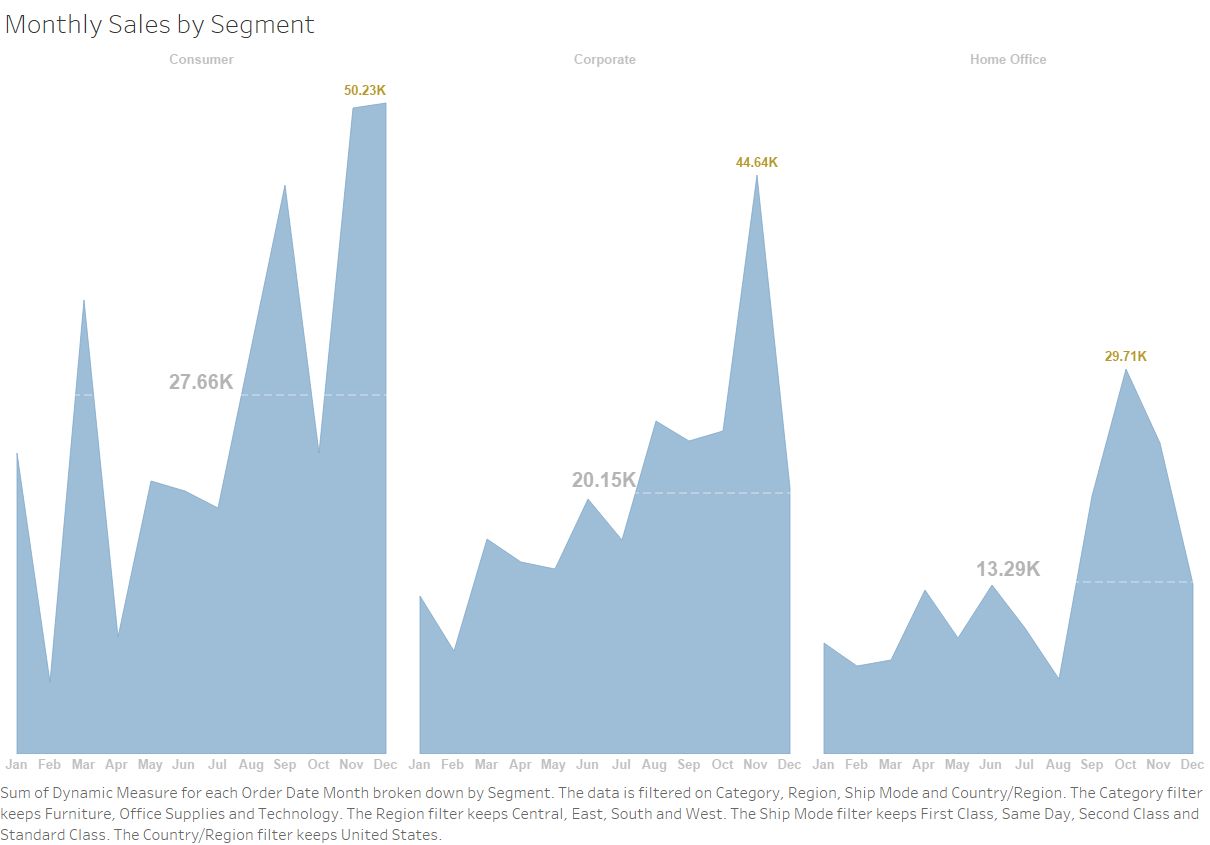 Monthly Sales by Segment
Consumer Corporate Home Office
50.23K
44.64K
29.71K
27.66K
20.15K
13.29K
Jan Feb Mar Apr May Jun Jul Aug Sep Oct Nov Dec Jan Feb Mar Apr May Jun Jul Aug Sep Oct Nov Dec Jan Feb Mar Apr May Jun Jul Aug Sep Oct Nov Dec
Sum of Dynamic Measure for each Order Date Month broken down by Segment. The data is filtered on Category, Region, Ship Mode and Country/Region. The Category filter
keeps Furniture, Office Supplies and Technology. The Region filter keeps Central, East, South and West. The Ship Mode filter keeps First Class, Same Day, Second Class and
Standard Class. The Country/Region filter keeps United States.